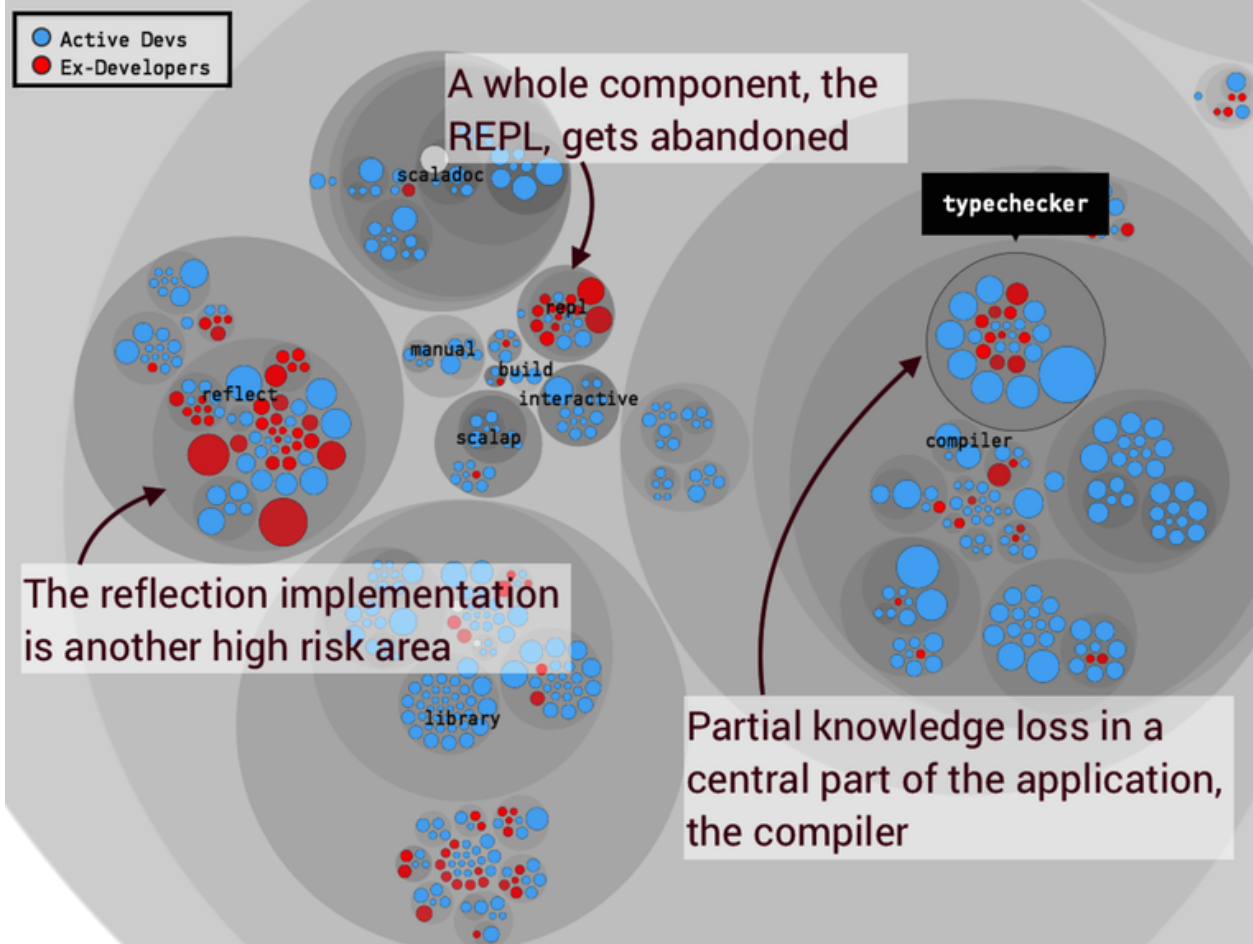 Active Devs
Ex-Developers
A whole component, the
REPL, gets abandoned
scaladoc
typechecker
repl
manual
build
interactive
reflect
scalap
compiler
The reflection implementation
is another high risk area
library
Partial knowledge loss in a
central part of the application,
the compiler